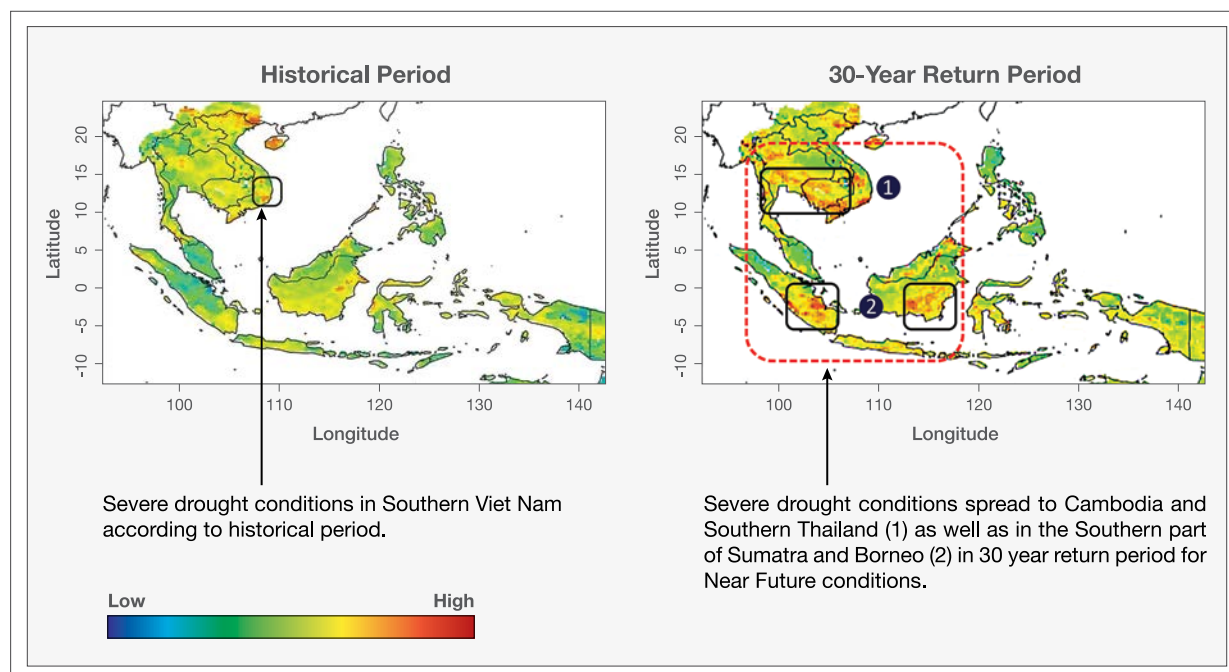 Historical Period
30-Year Return Period
Latitude
20
15
10
5
0
-5
-10
100
110
120
130
140
Longitude
Latitude
20
15
10
5
0
-5
-10
1
2
100
110
120
130
140
Longitude
Severe drought conditions in Southern Viet Nam
according to historical period.
Severe drought conditions spread to Cambodia and
Southern Thailand (1) as well as in the Southern part
of Sumatra and Borneo (2) in 30 year return period for
Near Future conditions.
Low
High